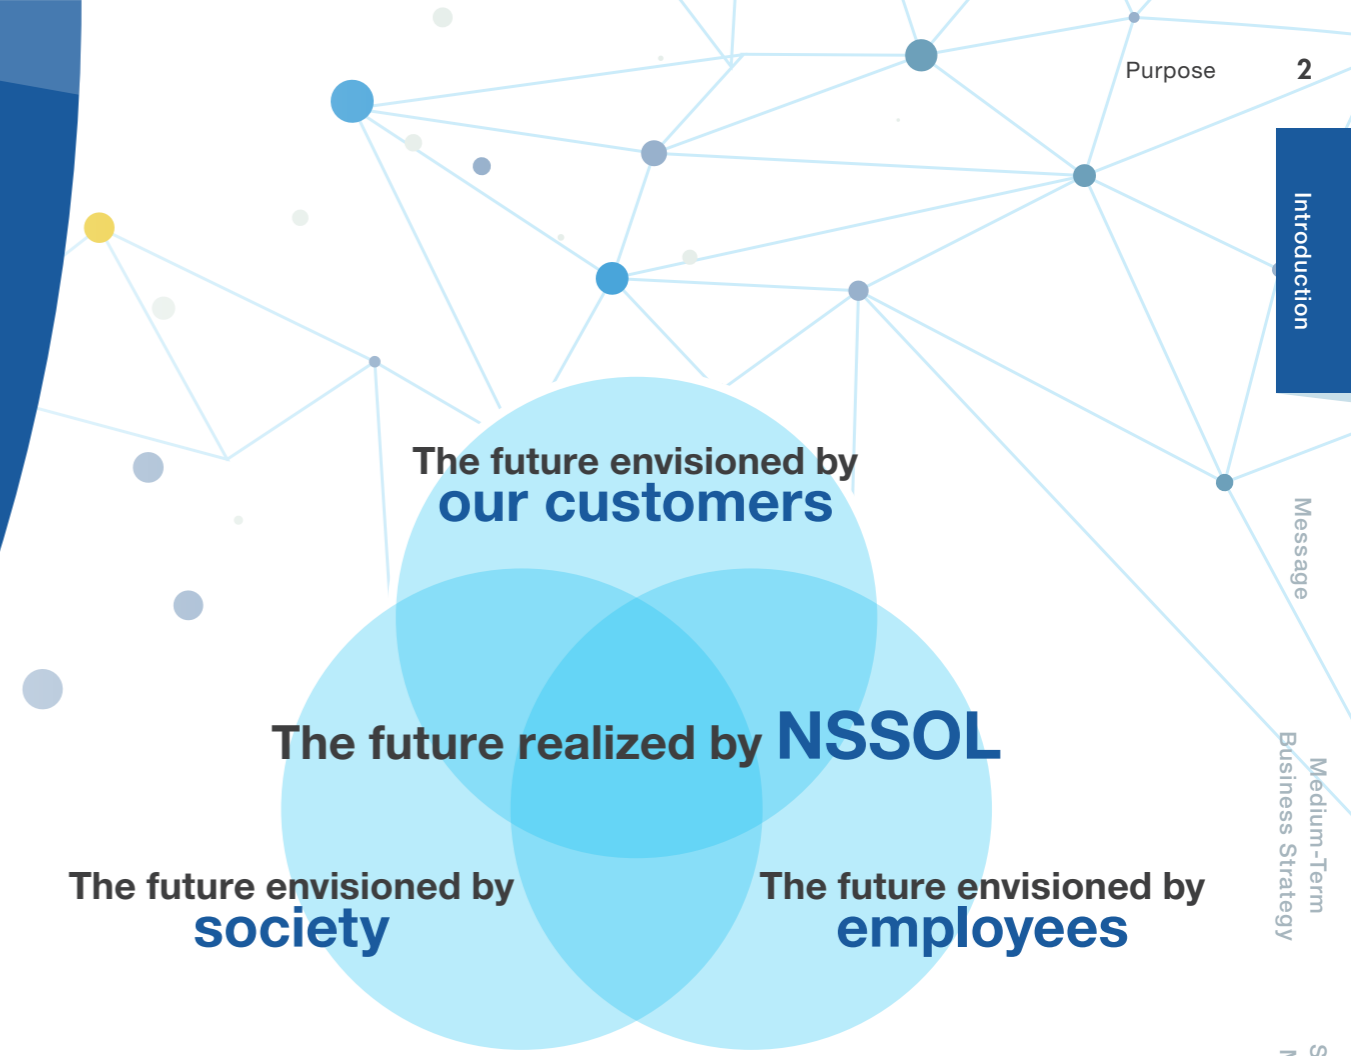 Purpose 2
Introduction
The future envisioned by
our customers
Message
The future realized by NSSOL
Medium-Term
Business Strategy
The future envisioned by
society
The future envisioned by
employees